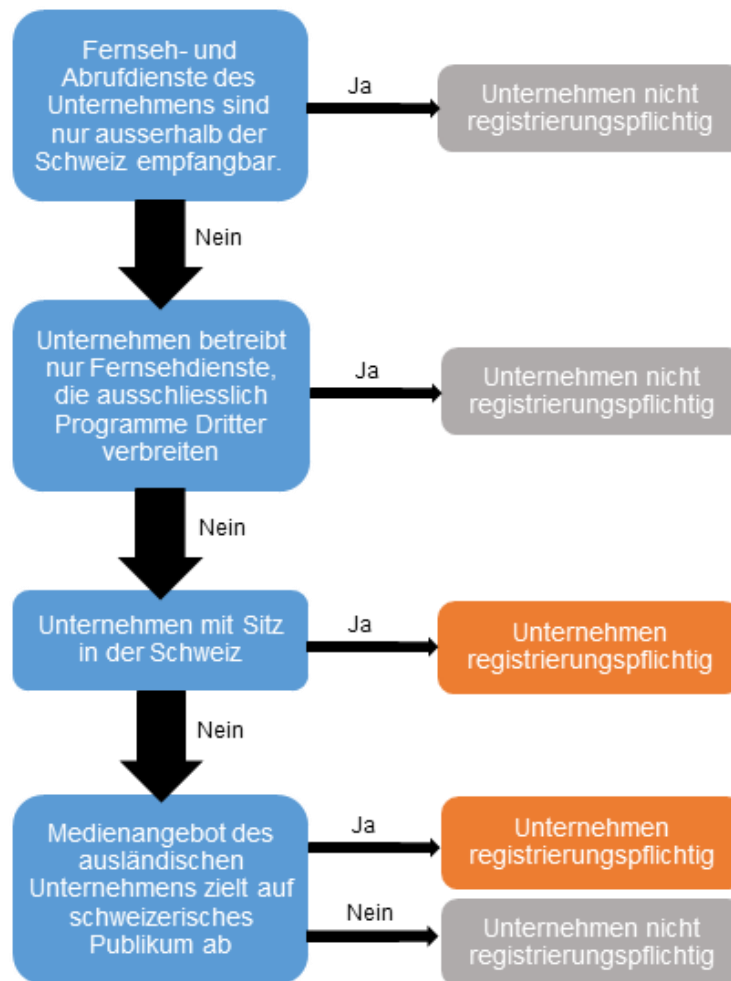 Fernseh- und
Abrufdienste des
Unternehmens sind
nur ausserhalb der
Schweiz empfangbar.
Ja
Unternehmen nicht
registrierungspflichtig
Nein
Unternehmen betreibt
nur Fernsehdienste,
die ausschliesslich
Programme Dritter
verbreiten
Ja
Unternehmen nicht
registrierungspflichtig
Nein
Unternehmen mit Sitz
in der Schweiz
Ja
Unternehmen
registrierungspflichtig
Nein
Medienangebot des
ausländischen
Unternehmens zielt auf
schweizerisches
Publikum ab
Ja
Unternehmen
registrierungspflichtig
Nein
Unternehmen nicht
registrierungspflichtig